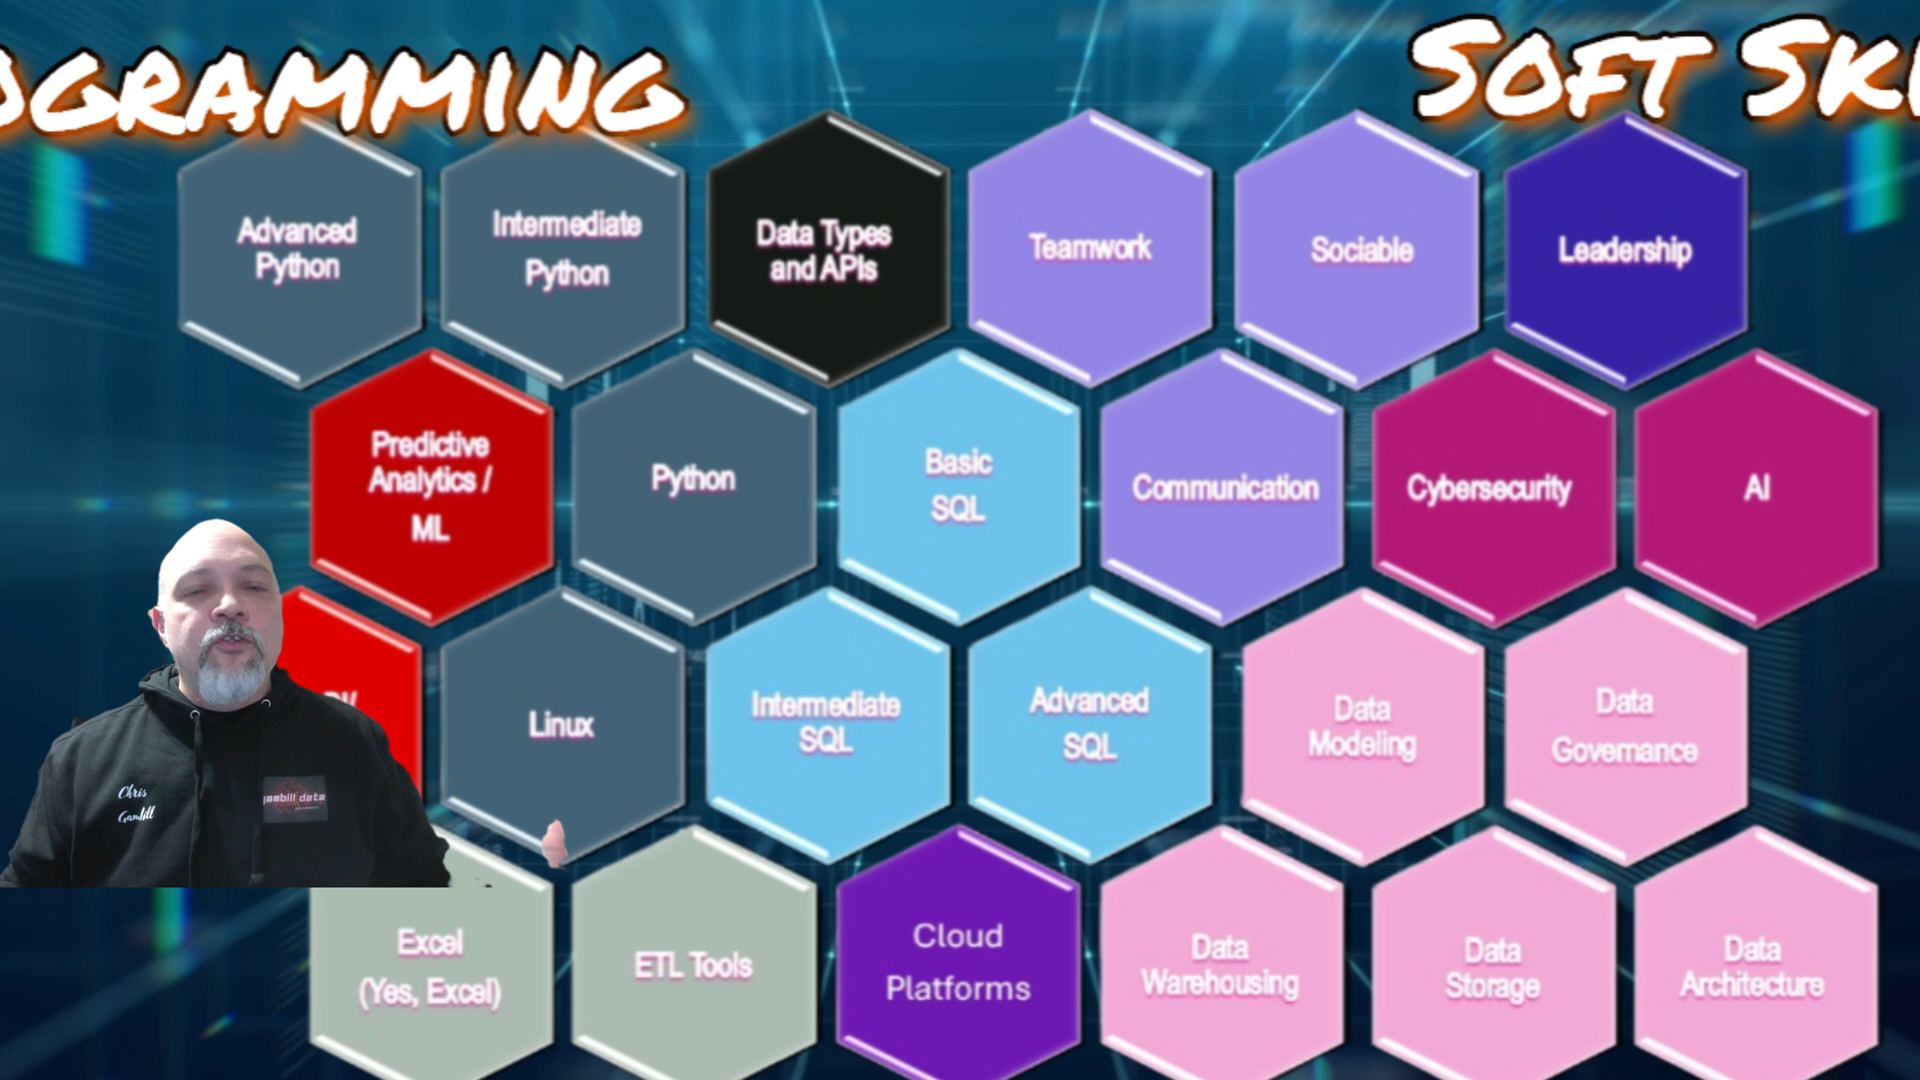 OGRAMMING
SOFT SK
Advanced
Python
Intermediate
Python
Data Types
and APIs
Teamwork
Sociable
Leadership
Predictive
Analytics /
ML
Python
Basic
SQL
Communication
Cybersecurity
AI
BI/
Linux
Intermediate
SQL
Advanced
SQL
Data
Modeling
Data
Governance
Chris
Gambill
gambill data
Excel
(Yes, Excel)
ETL Tools
Cloud
Platforms
Data
Warehousing
Data
Storage
Data
Architecture